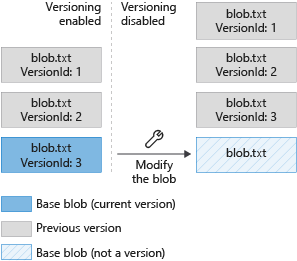 Versioning
enabled
Versioning
disabled
blob.txt
VersionId: 1
blob.txt
VersionId: 2
blob.txt
VersionId: 3
Modify
the blob
blob.txt
VersionId: 1
blob.txt
VersionId: 2
blob.txt
VersionId: 3
blob.txt
Base blob (current version)
Previous version
Base blob (not a version)